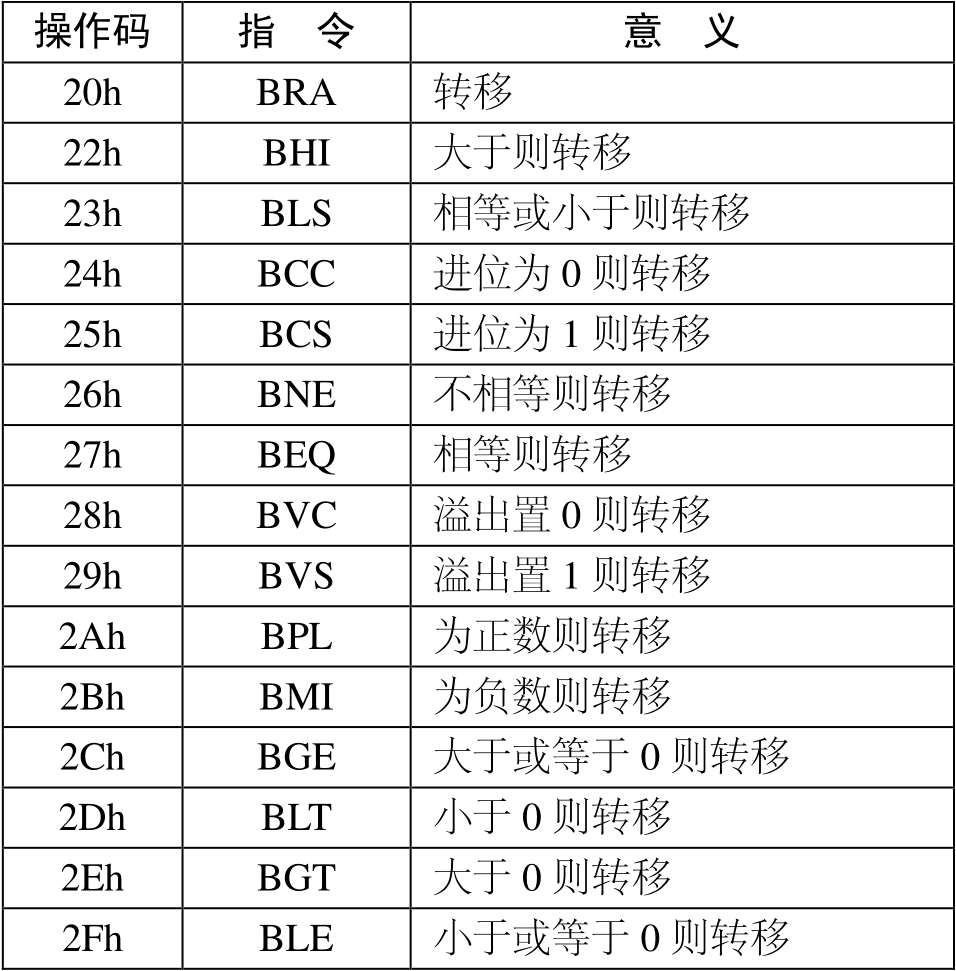 操作码 指 令 意 义
20h BRA 转移
22h BHI 大于则转移
23h BLS 相等或小于则转移
24h BCC 进位为 0 则转移
25h BCS 进位为 1 则转移
26h BNE 不相等则转移
27h BEQ 相等则转移
28h BVC 溢出置 0 则转移
29h BVS 溢出置 1 则转移
2Ah BPL 为正数则转移
2Bh BMI 为负数则转移
2Ch BGE 大于或等于 0 则转移
2Dh BLT 小于 0 则转移
2Eh BGT 大于 0 则转移
2Fh BLE 小于或等于 0 则转移